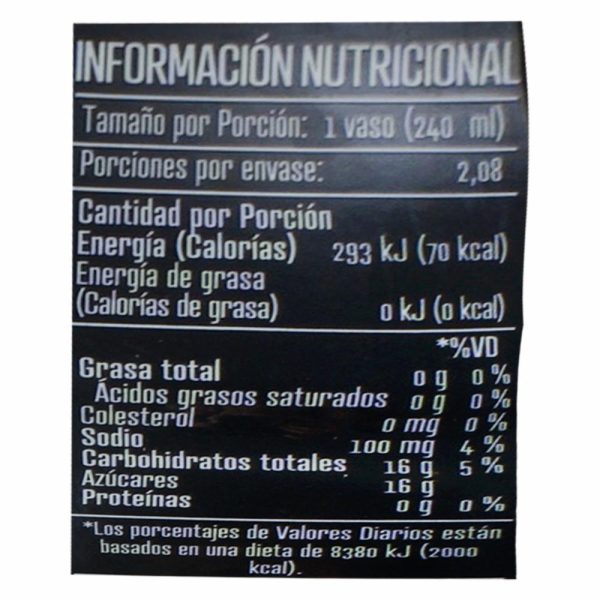 INFORMACIÓN NUTRICIONAL
Tamaño por Porción: 1 vaso (240 ml)
Porciones por envase: 2,08
Cantidad por Porción
Energía (Calorías) 293 kJ (70 kcal)
Energía de grasa
(Calorías de grasa) 0 kJ (0 kcal)
*%VD
Grasa total 0 g 0 %
Ácidos grasos saturados 0 g 0 %
Colesterol 0 mg 0 %
Sodio 100 mg 4 %
Carbohidratos totales 16 g 5 %
Azúcares 16 g
Proteínas 0 g 0 %
*Los porcentajes de Valores Diarios están
basados en una dieta de 8380 kJ (2000
kcal).